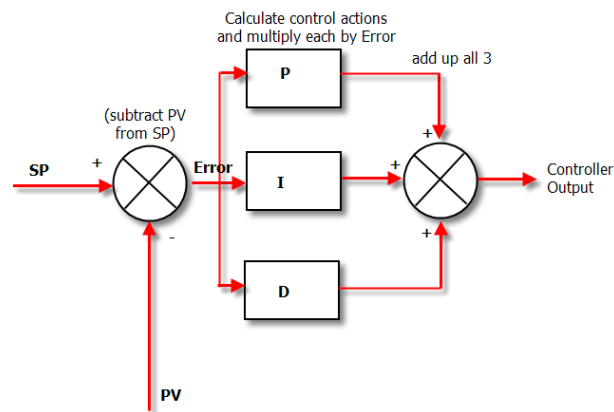 Calculate control actions
and multiply each by Error
P
add up all 3
(subtract PV
from SP)
+
+
SP
+
Error
+
I
Controller
Output
-
+
D
PV